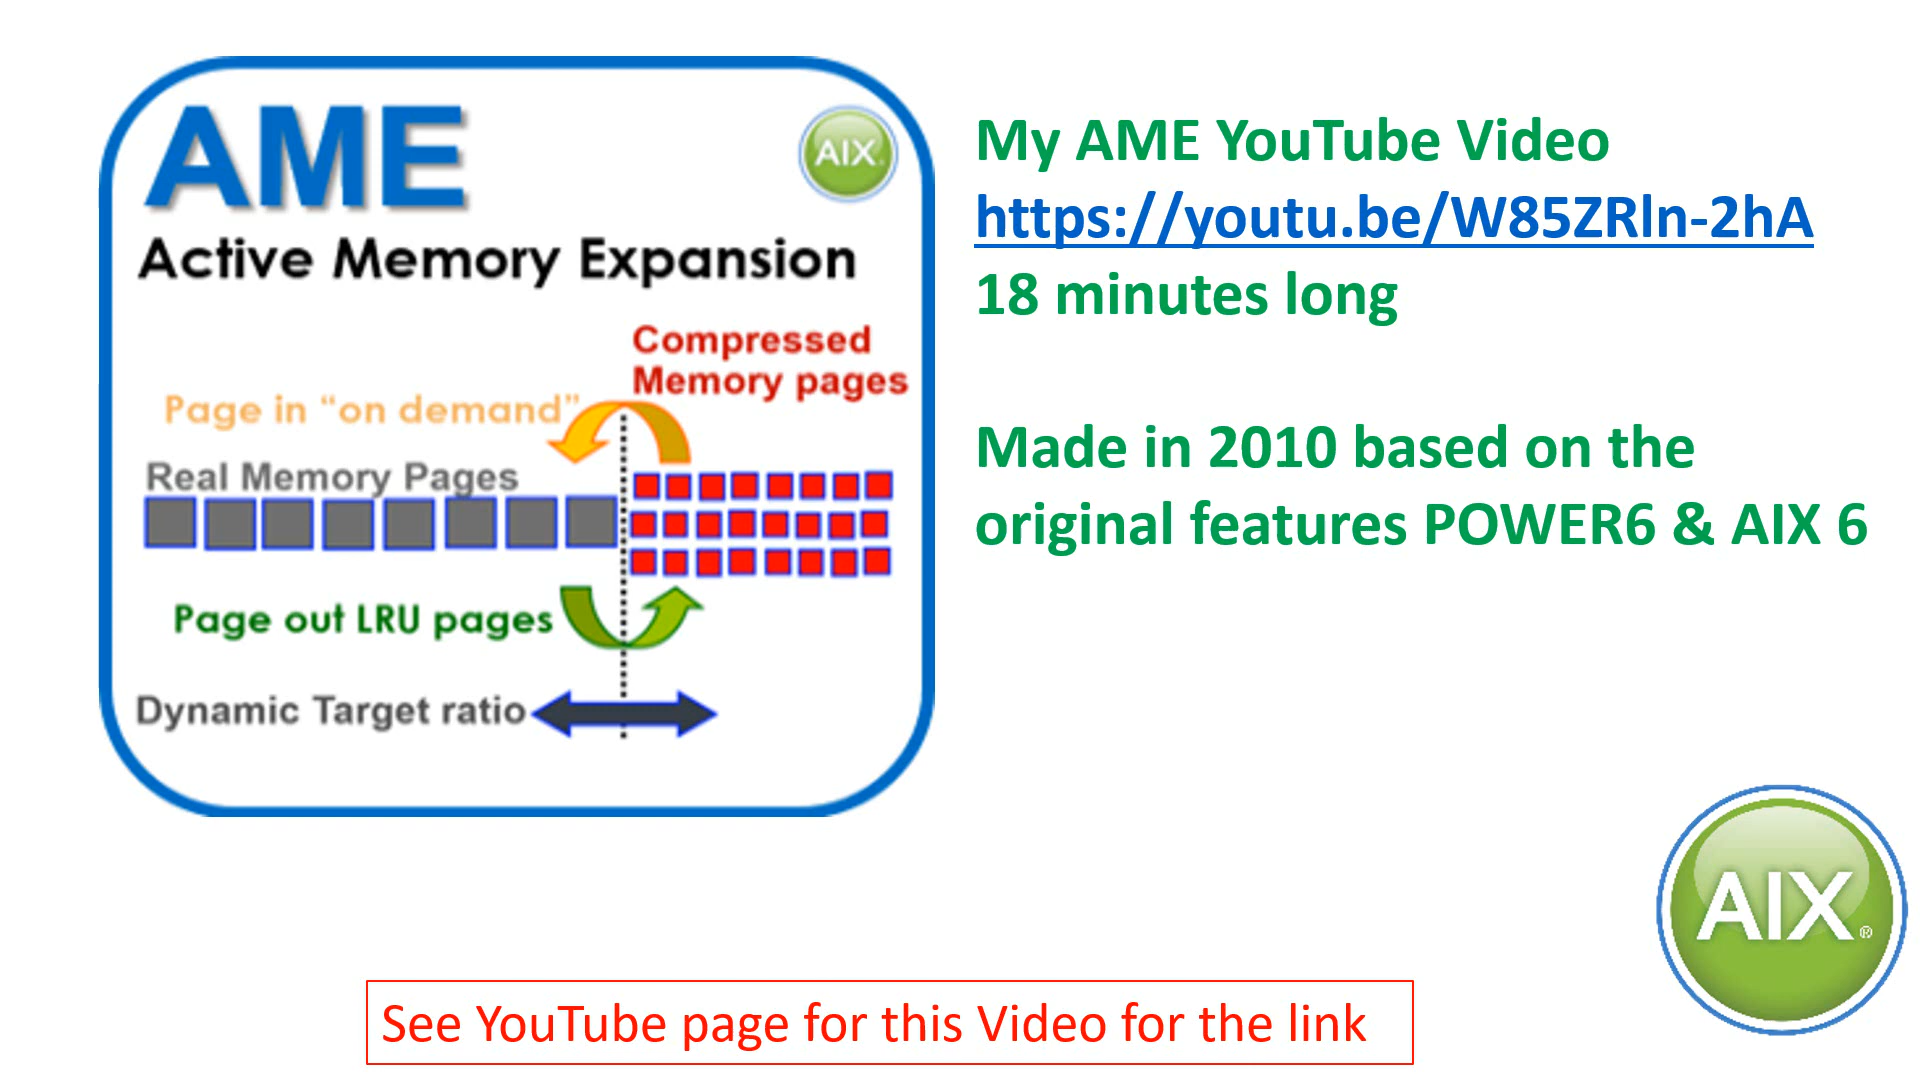 AME
AIX
Active Memory Expansion
Compressed
Memory pages
Page in “on demand”
Real Memory Pages
Page out LRU pages
Dynamic Target ratio
My AME YouTube Video
https://youtu.be/W85ZRln-2hA
18 minutes long
Made in 2010 based on the
original features POWER6 & AIX 6
AIX®
See YouTube page for this Video for the link